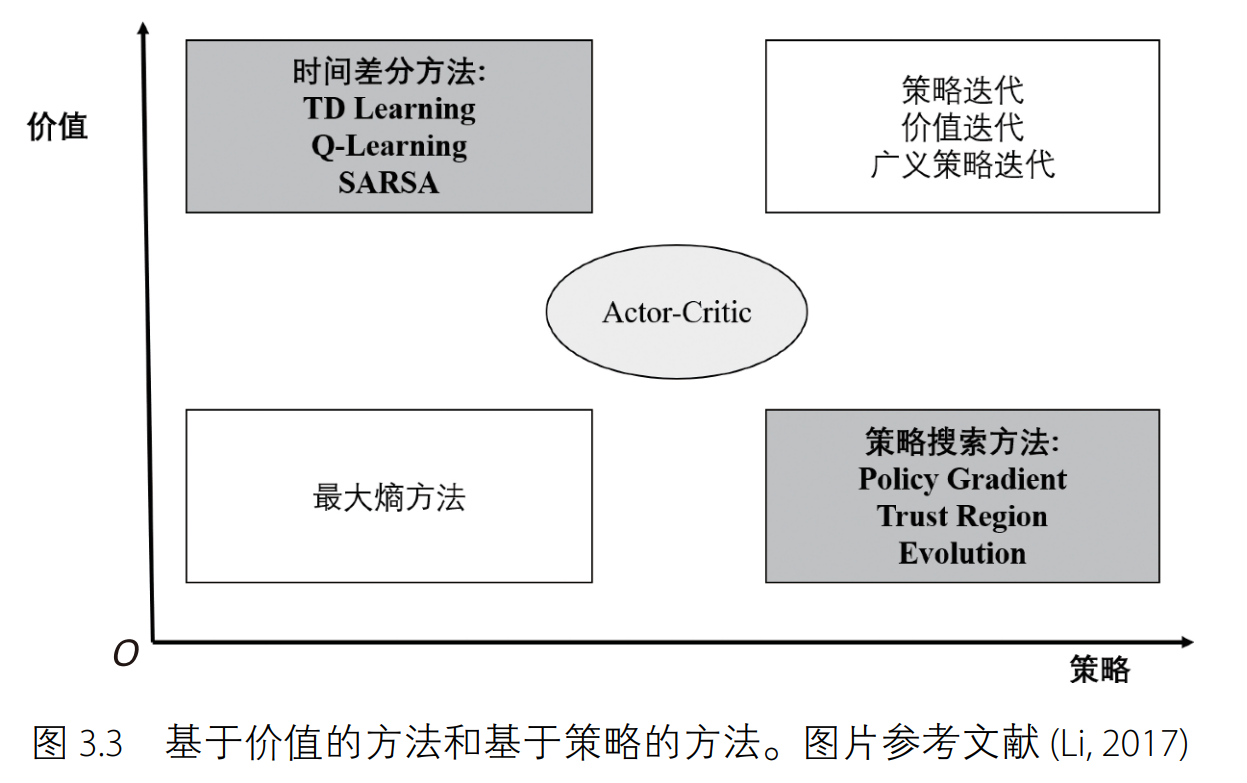 价值
时间差分方法:
TD Learning
Q-Learning
SARSA
策略迭代
价值迭代
广义策略迭代
Actor-Critic
最大熵方法
策略搜索方法:
Policy Gradient
Trust Region
Evolution
O
策略
图 3.3 基于价值的方法和基于策略的方法。图片参考文献 (Li, 2017)